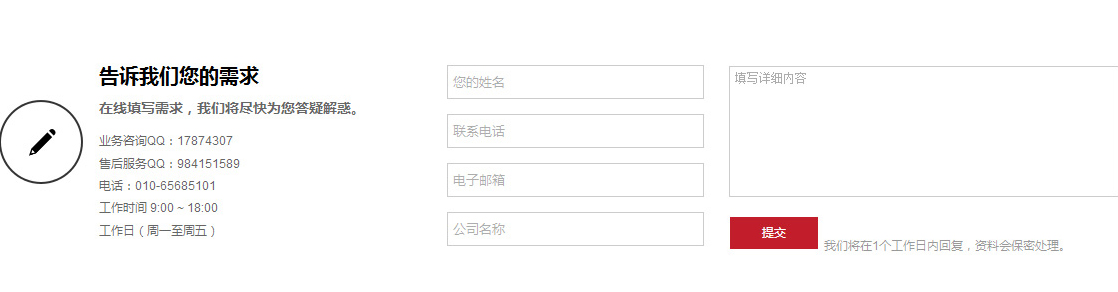 告诉我们您的需求
在线填写需求，我们将尽快为您答疑解惑。
业务咨询QQ：17874307
售后服务QQ：984151589
电话：010-65685101
工作时间 9:00 ~ 18:00
工作日（周一至周五）
您的姓名
联系电话
电子邮箱
公司名称
填写详细内容
提交
我们将在1个工作日内回复，资料会保密处理。